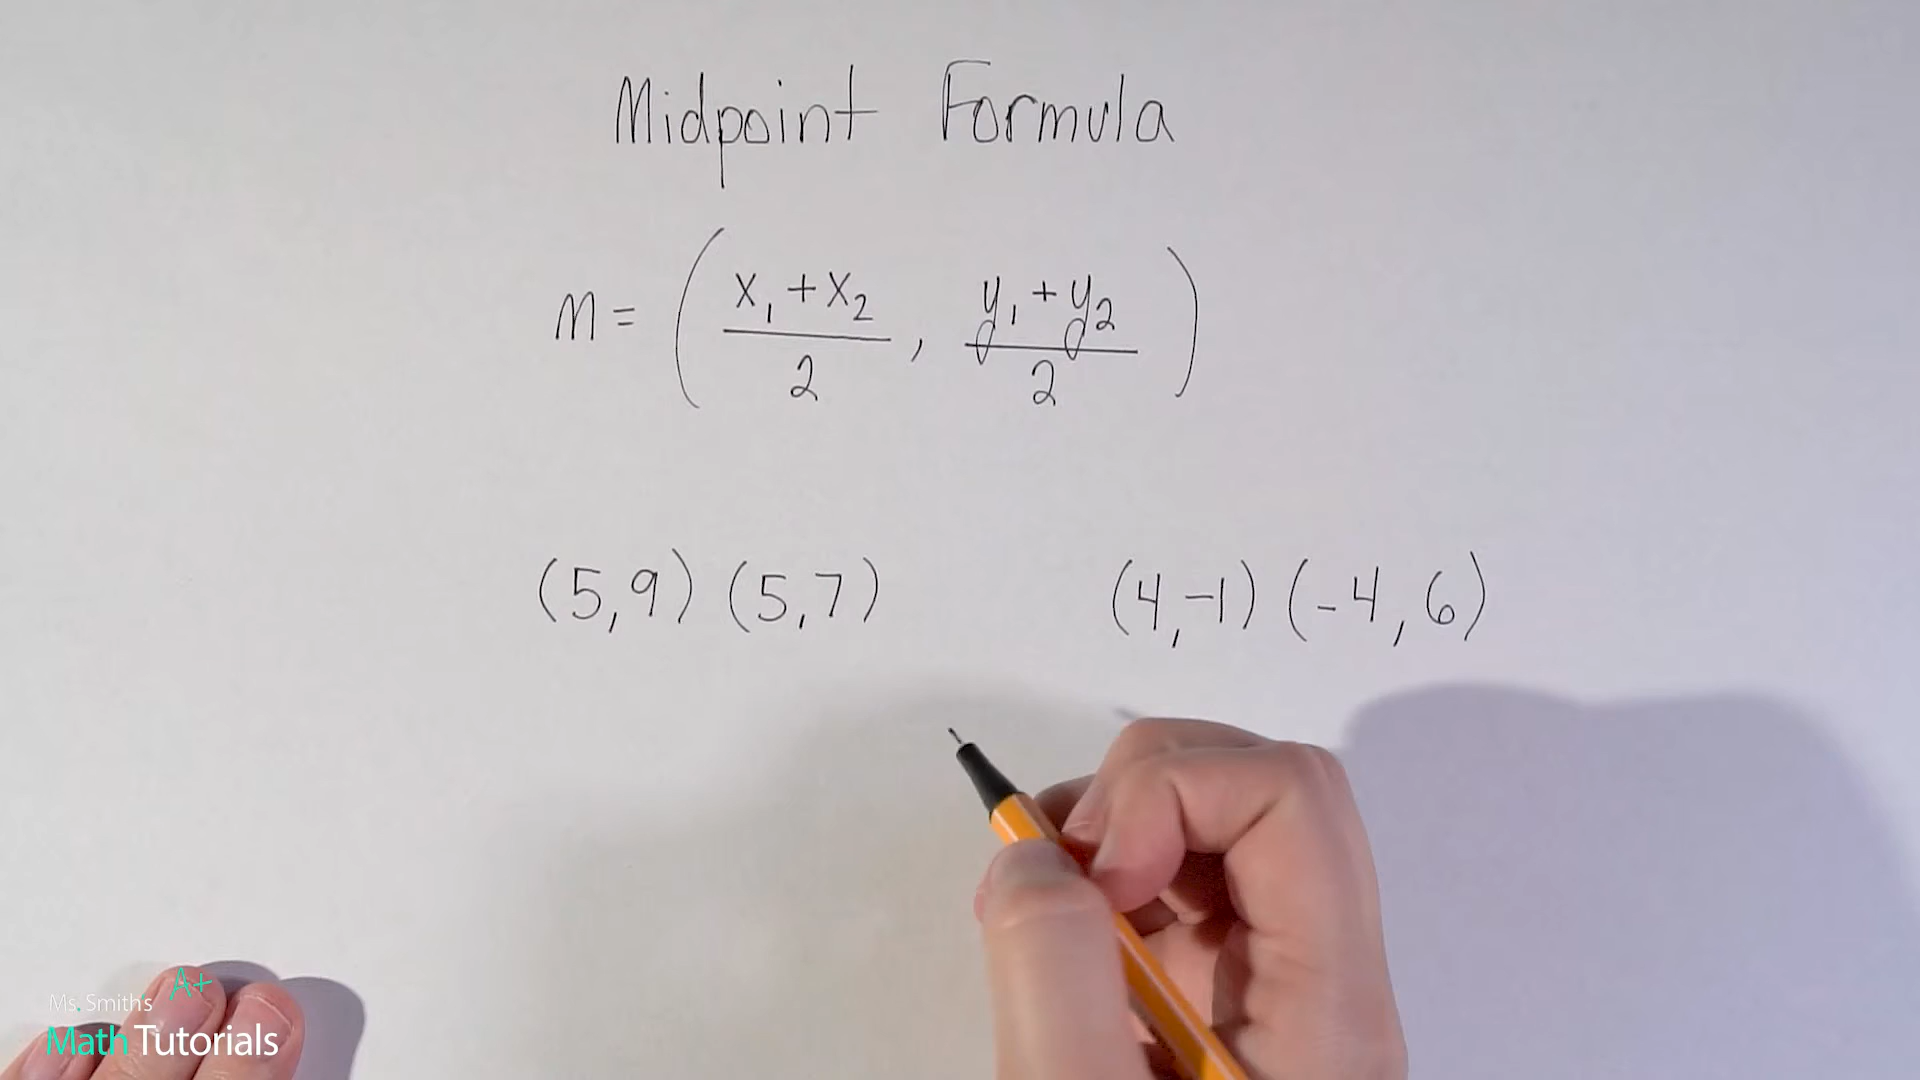 Midpoint Formula
m = ( x₁ + x₂ / 2 , y₁ + y₂ / 2 )
(5,9) (5,7) (4,-1) (-4,6)
A+
Ms. Smith's
Math Tutorials